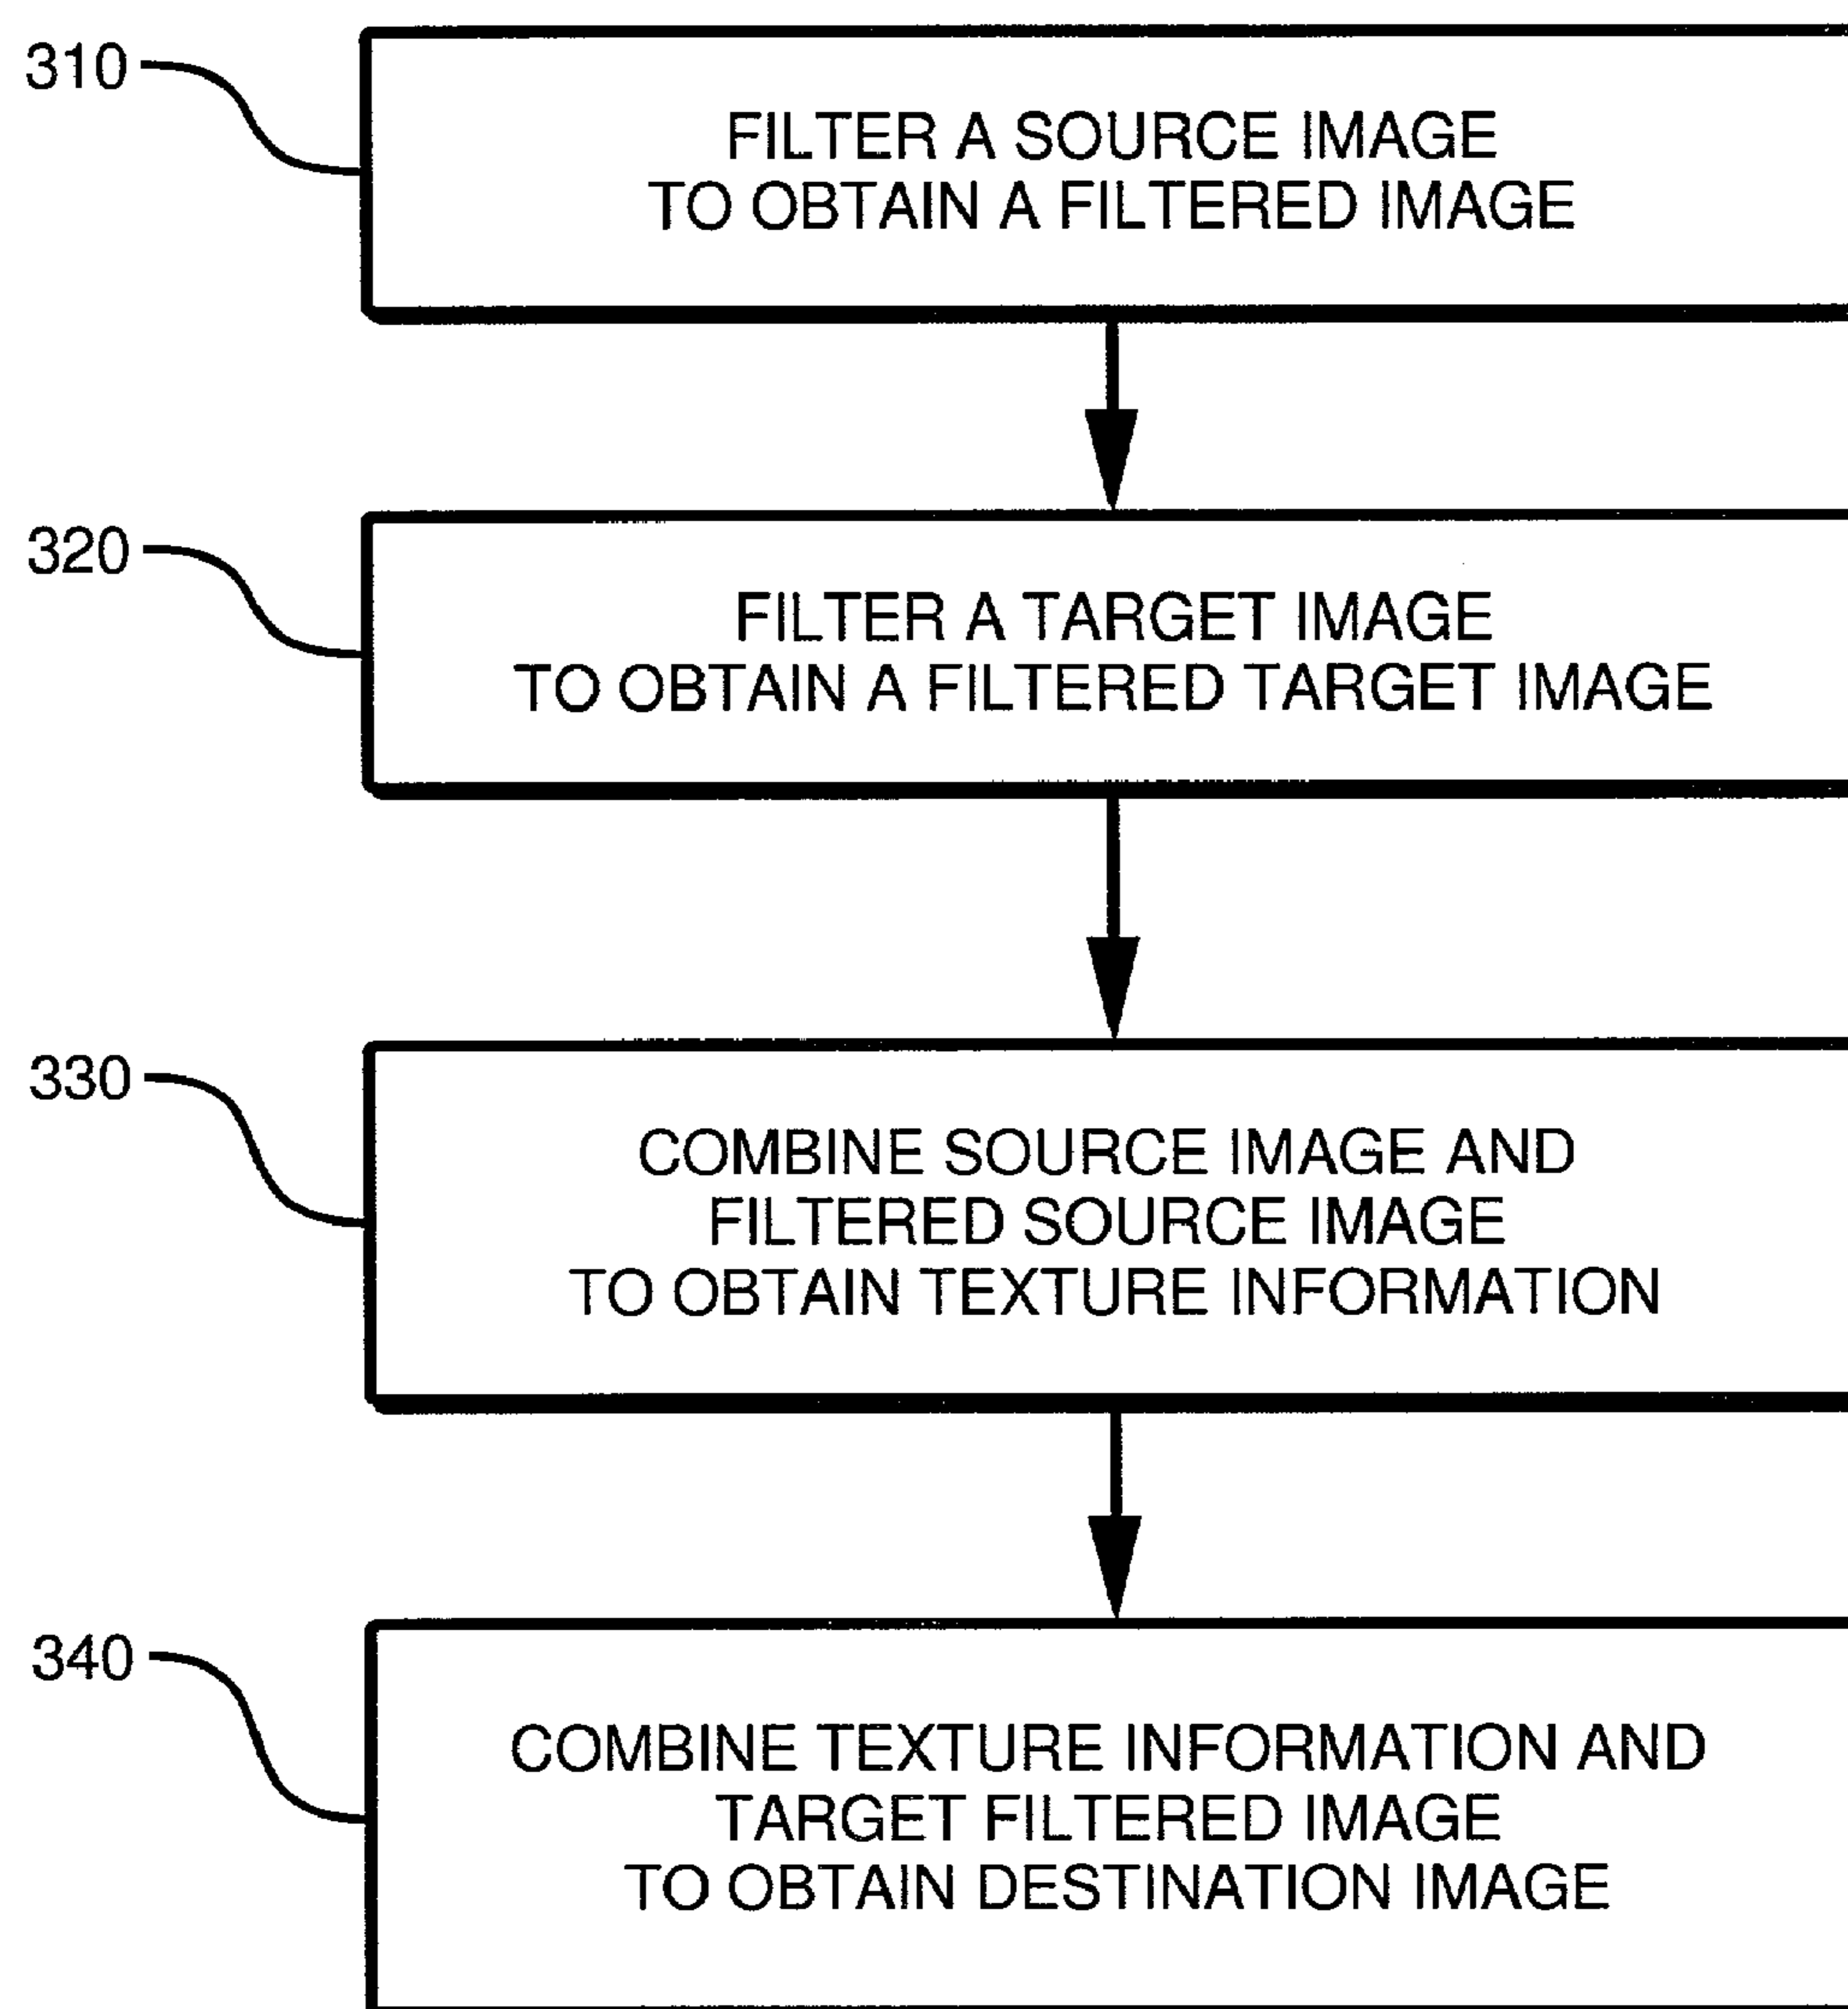 310
FILTER A SOURCE IMAGE
TO OBTAIN A FILTERED IMAGE
320
FILTER A TARGET IMAGE
TO OBTAIN A FILTERED TARGET IMAGE
330
COMBINE SOURCE IMAGE AND
FILTERED SOURCE IMAGE
TO OBTAIN TEXTURE INFORMATION
340
COMBINE TEXTURE INFORMATION AND
TARGET FILTERED IMAGE
TO OBTAIN DESTINATION IMAGE